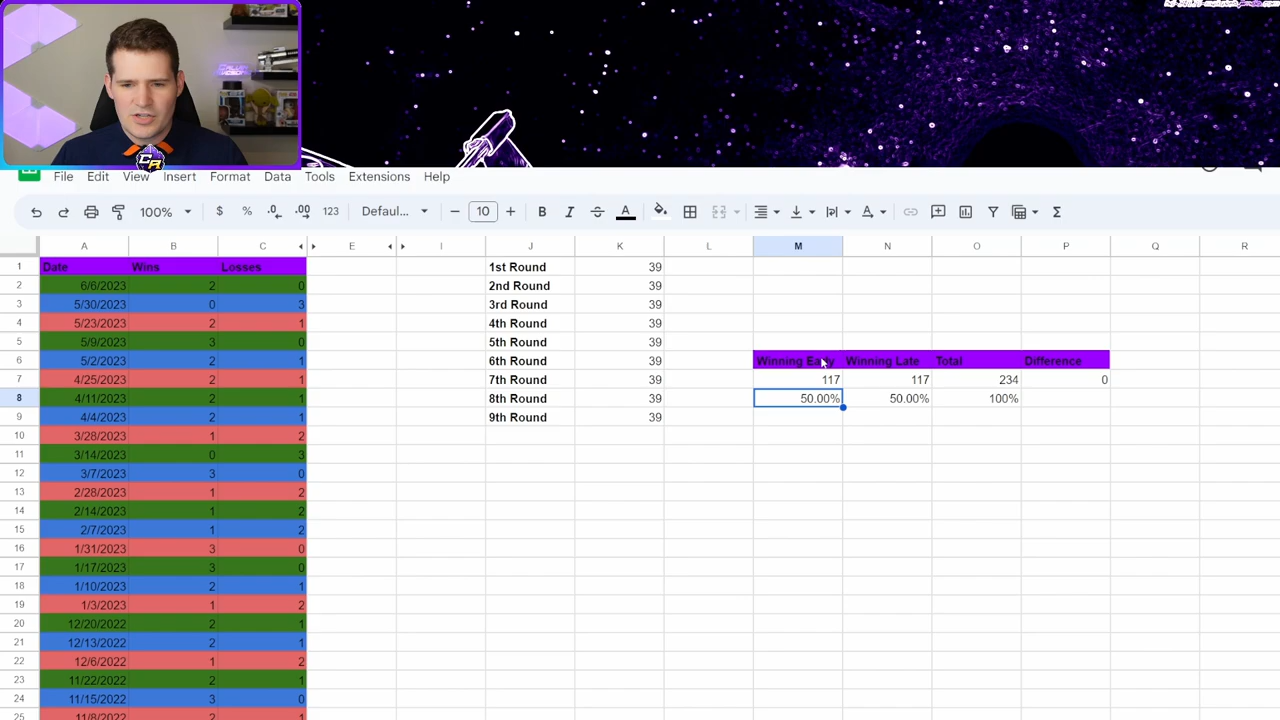 File Edit View Insert Format Data Tools Extensions Help
100% $ % .0 .00 123 Defaul... 10 B I A Σ
A B C E I J K L M N O P Q R
1 Date Wins Losses 1st Round 39
2 6/6/2023 2 0 2nd Round 39
3 5/30/2023 0 3 3rd Round 39
4 5/23/2023 2 1 4th Round 39
5 5/9/2023 3 0 5th Round 39
6 5/2/2023 2 1 6th Round 39 Winning Early Winning Late Total Difference
7 4/25/2023 2 1 7th Round 39 117 117 234 0
8 4/11/2023 2 1 8th Round 39 50.00% 50.00% 100%
9 4/4/2023 2 1 9th Round 39
10 3/28/2023 1 2
11 3/14/2023 0 3
12 3/7/2023 3 0
13 2/28/2023 1 2
14 2/14/2023 1 2
15 2/7/2023 1 2
16 1/31/2023 3 0
17 1/17/2023 3 0
18 1/10/2023 2 1
19 1/3/2023 1 2
20 12/20/2022 2 1
21 12/13/2022 2 1
22 12/6/2022 1 2
23 11/22/2022 2 1
24 11/15/2022 3 0
25 11/8/2022 2 1